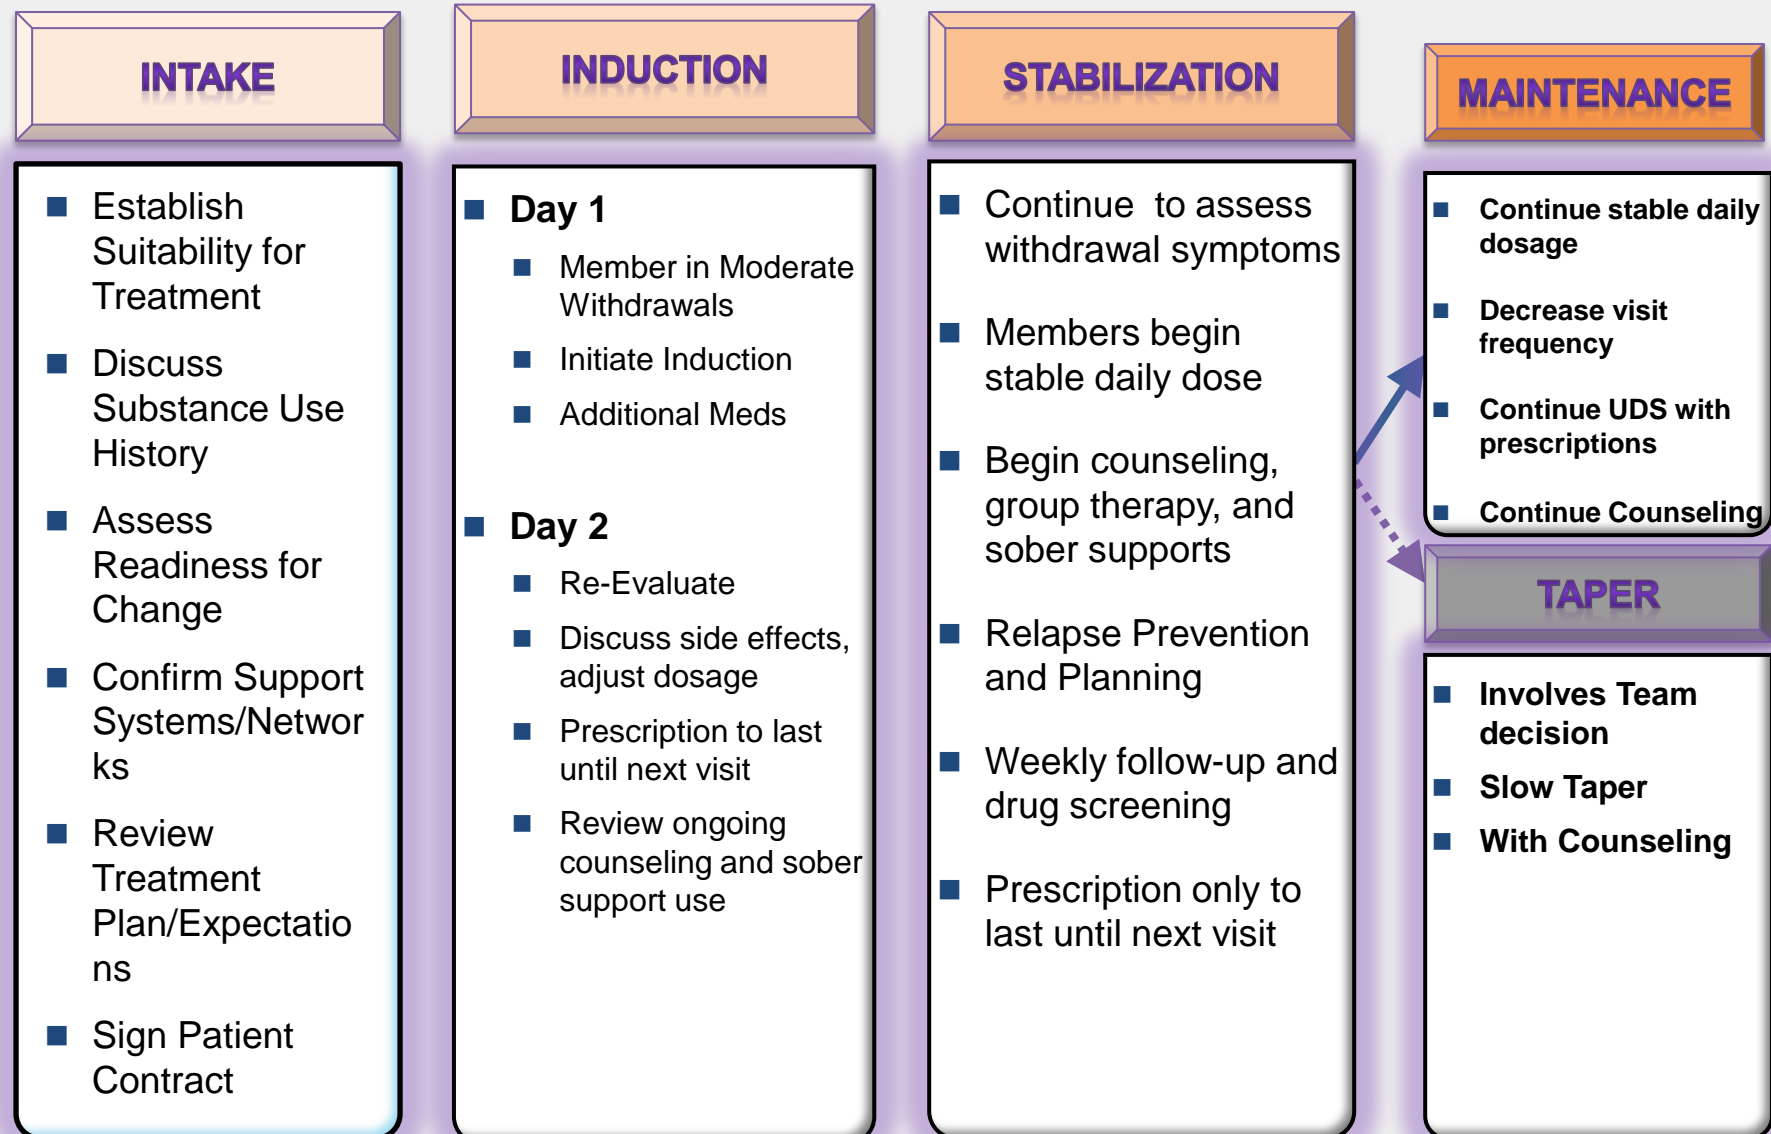 INTAKE
Establish
Suitability for
Treatment
Discuss
Substance Use
History
Assess
Readiness for
Change
Confirm Support
Systems/Networ
ks
Review
Treatment
Plan/Expectatio
ns
Sign Patient
Contract
INDUCTION
Day 1
Member in Moderate
Withdrawals
Initiate Induction
Additional Meds
Day 2
Re-Evaluate
Discuss side effects,
adjust dosage
Prescription to last
until next visit
Review ongoing
counseling and sober
support use
STABILIZATION
Continue  to assess
withdrawal symptoms
Members begin
stable daily dose
Begin counseling,
group therapy, and
sober supports
Relapse Prevention
and Planning
Weekly follow-up and
drug screening
Prescription only to
last until next visit
MAINTENANCE
Continue stable daily
dosage
Decrease visit
frequency
Continue UDS with
prescriptions
Continue Counseling
TAPER
Involves Team
decision
Slow Taper
With Counseling